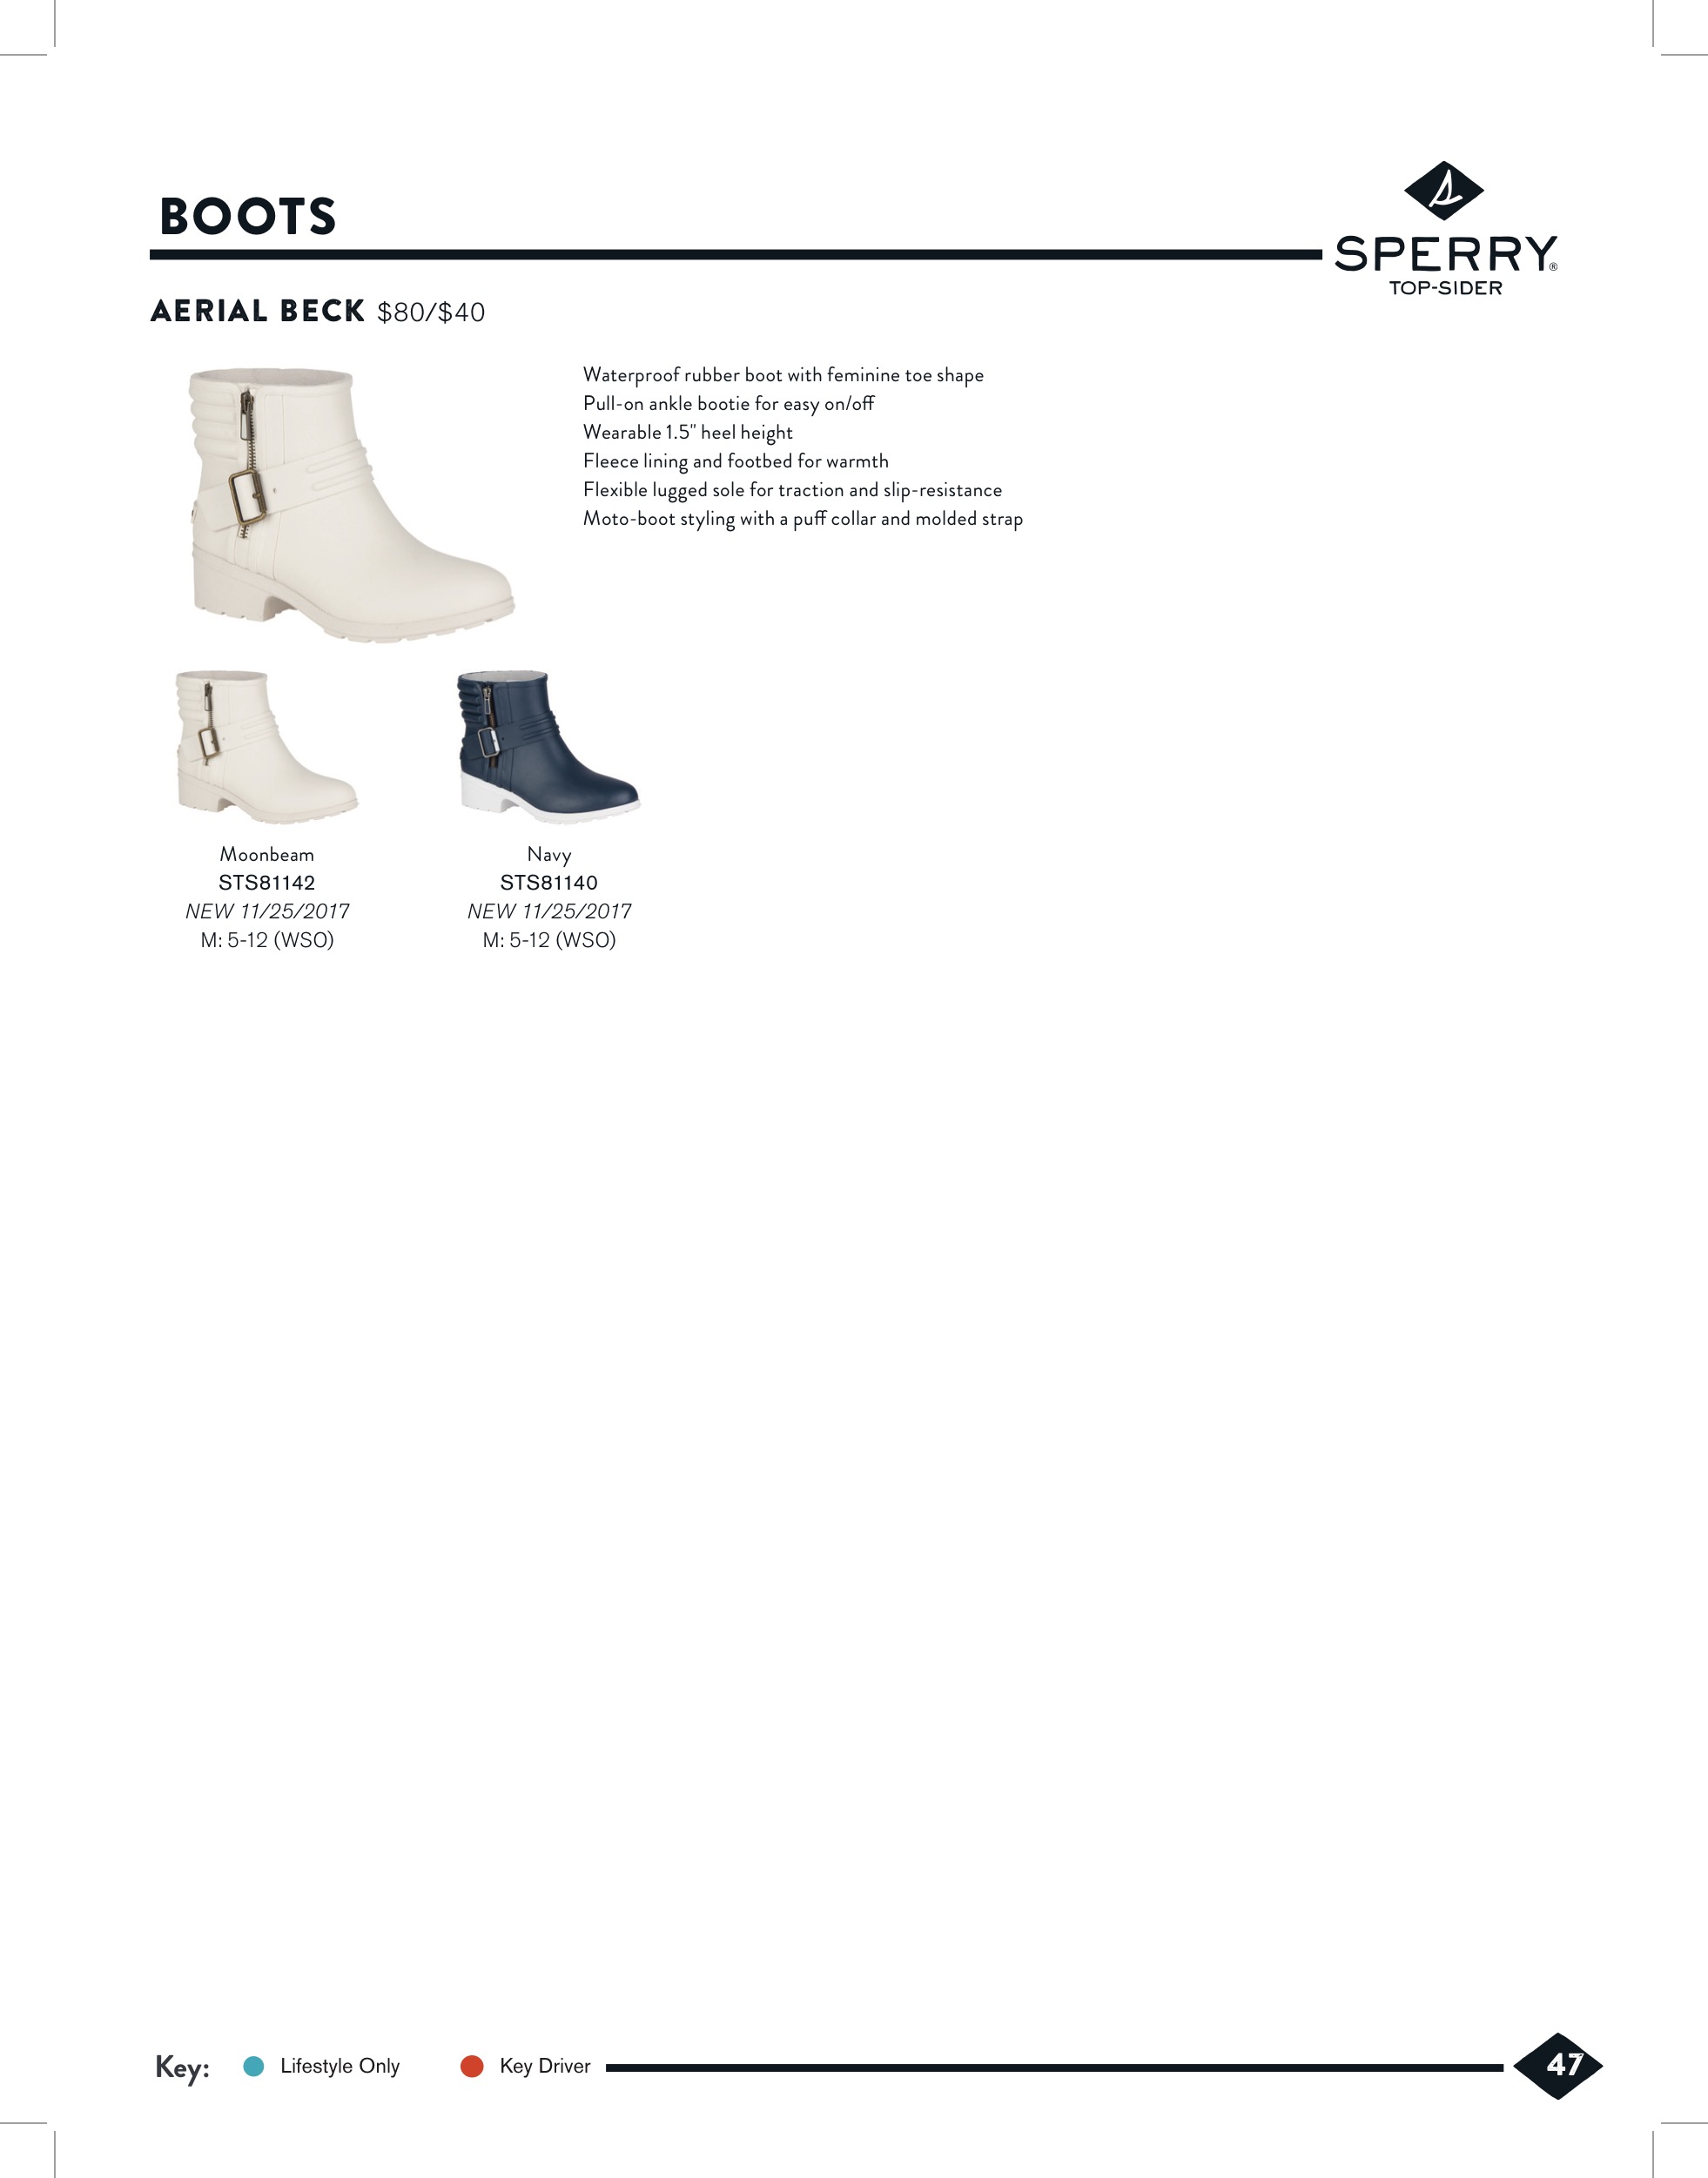 BOOTS
SPERRY®
TOP-SIDER
AERIAL BECK $80/$40
Waterproof rubber boot with feminine toe shape
Pull-on ankle bootie for easy on/off
Wearable 1.5" heel height
Fleece lining and footbed for warmth
Flexible lugged sole for traction and slip-resistance
Moto-boot styling with a puff collar and molded strap
Moonbeam
STS81142
NEW 11/25/2017
M: 5-12 (WSO)
Navy
STS81140
NEW 11/25/2017
M: 5-12 (WSO)
Key: Lifestyle Only Key Driver
47